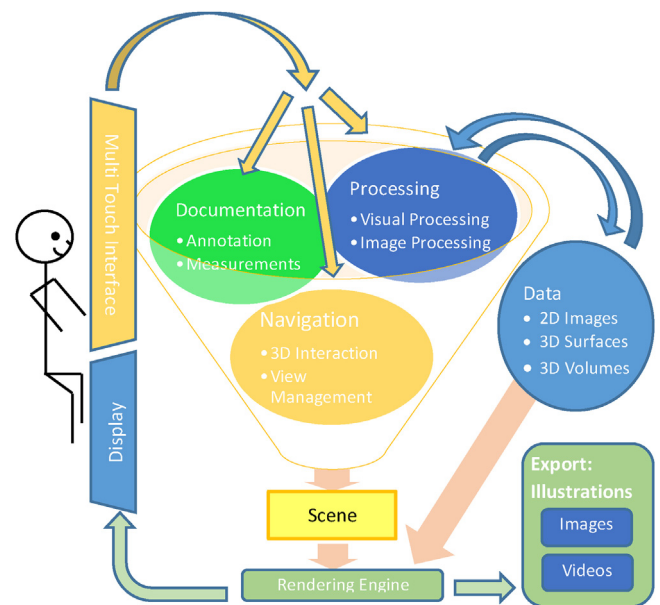 Multi Touch Interface
Display
Documentation
• Annotation
• Measurements
Processing
• Visual Processing
• Image Processing
Navigation
• 3D Interaction
• View
Management
Data
• 2D Images
• 3D Surfaces
• 3D Volumes
Scene
Rendering Engine
Export:
Illustrations
Images
Videos